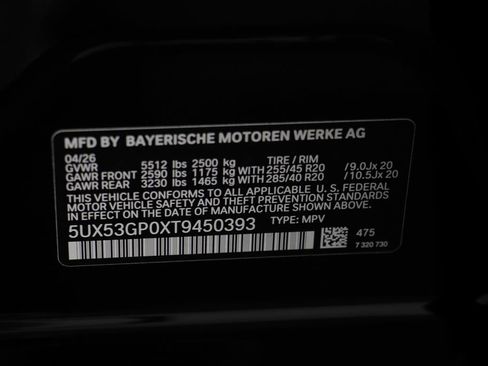 MFD BY BAYERISCHE MOTOREN WERKE AG
04/26
GVWR 5512 lbs 2500 kg TIRE / RIM
GAWR FRONT 2590 lbs 1175 kg WITH 255/45 R20 /9.0Jx 20
GAWR REAR 3230 lbs 1465 kg WITH 285/40 R20 /10.5Jx 20
THIS VEHICLE CONFORMS TO ALL APPLICABLE U. S. FEDERAL
MOTOR VEHICLE SAFETY AND THEFT PREVENTION STANDARDS
IN EFFECT ON THE DATE OF MANUFACTURE SHOWN ABOVE.
5UX53GP0XT9450393 TYPE: MPV
475
7 320 730